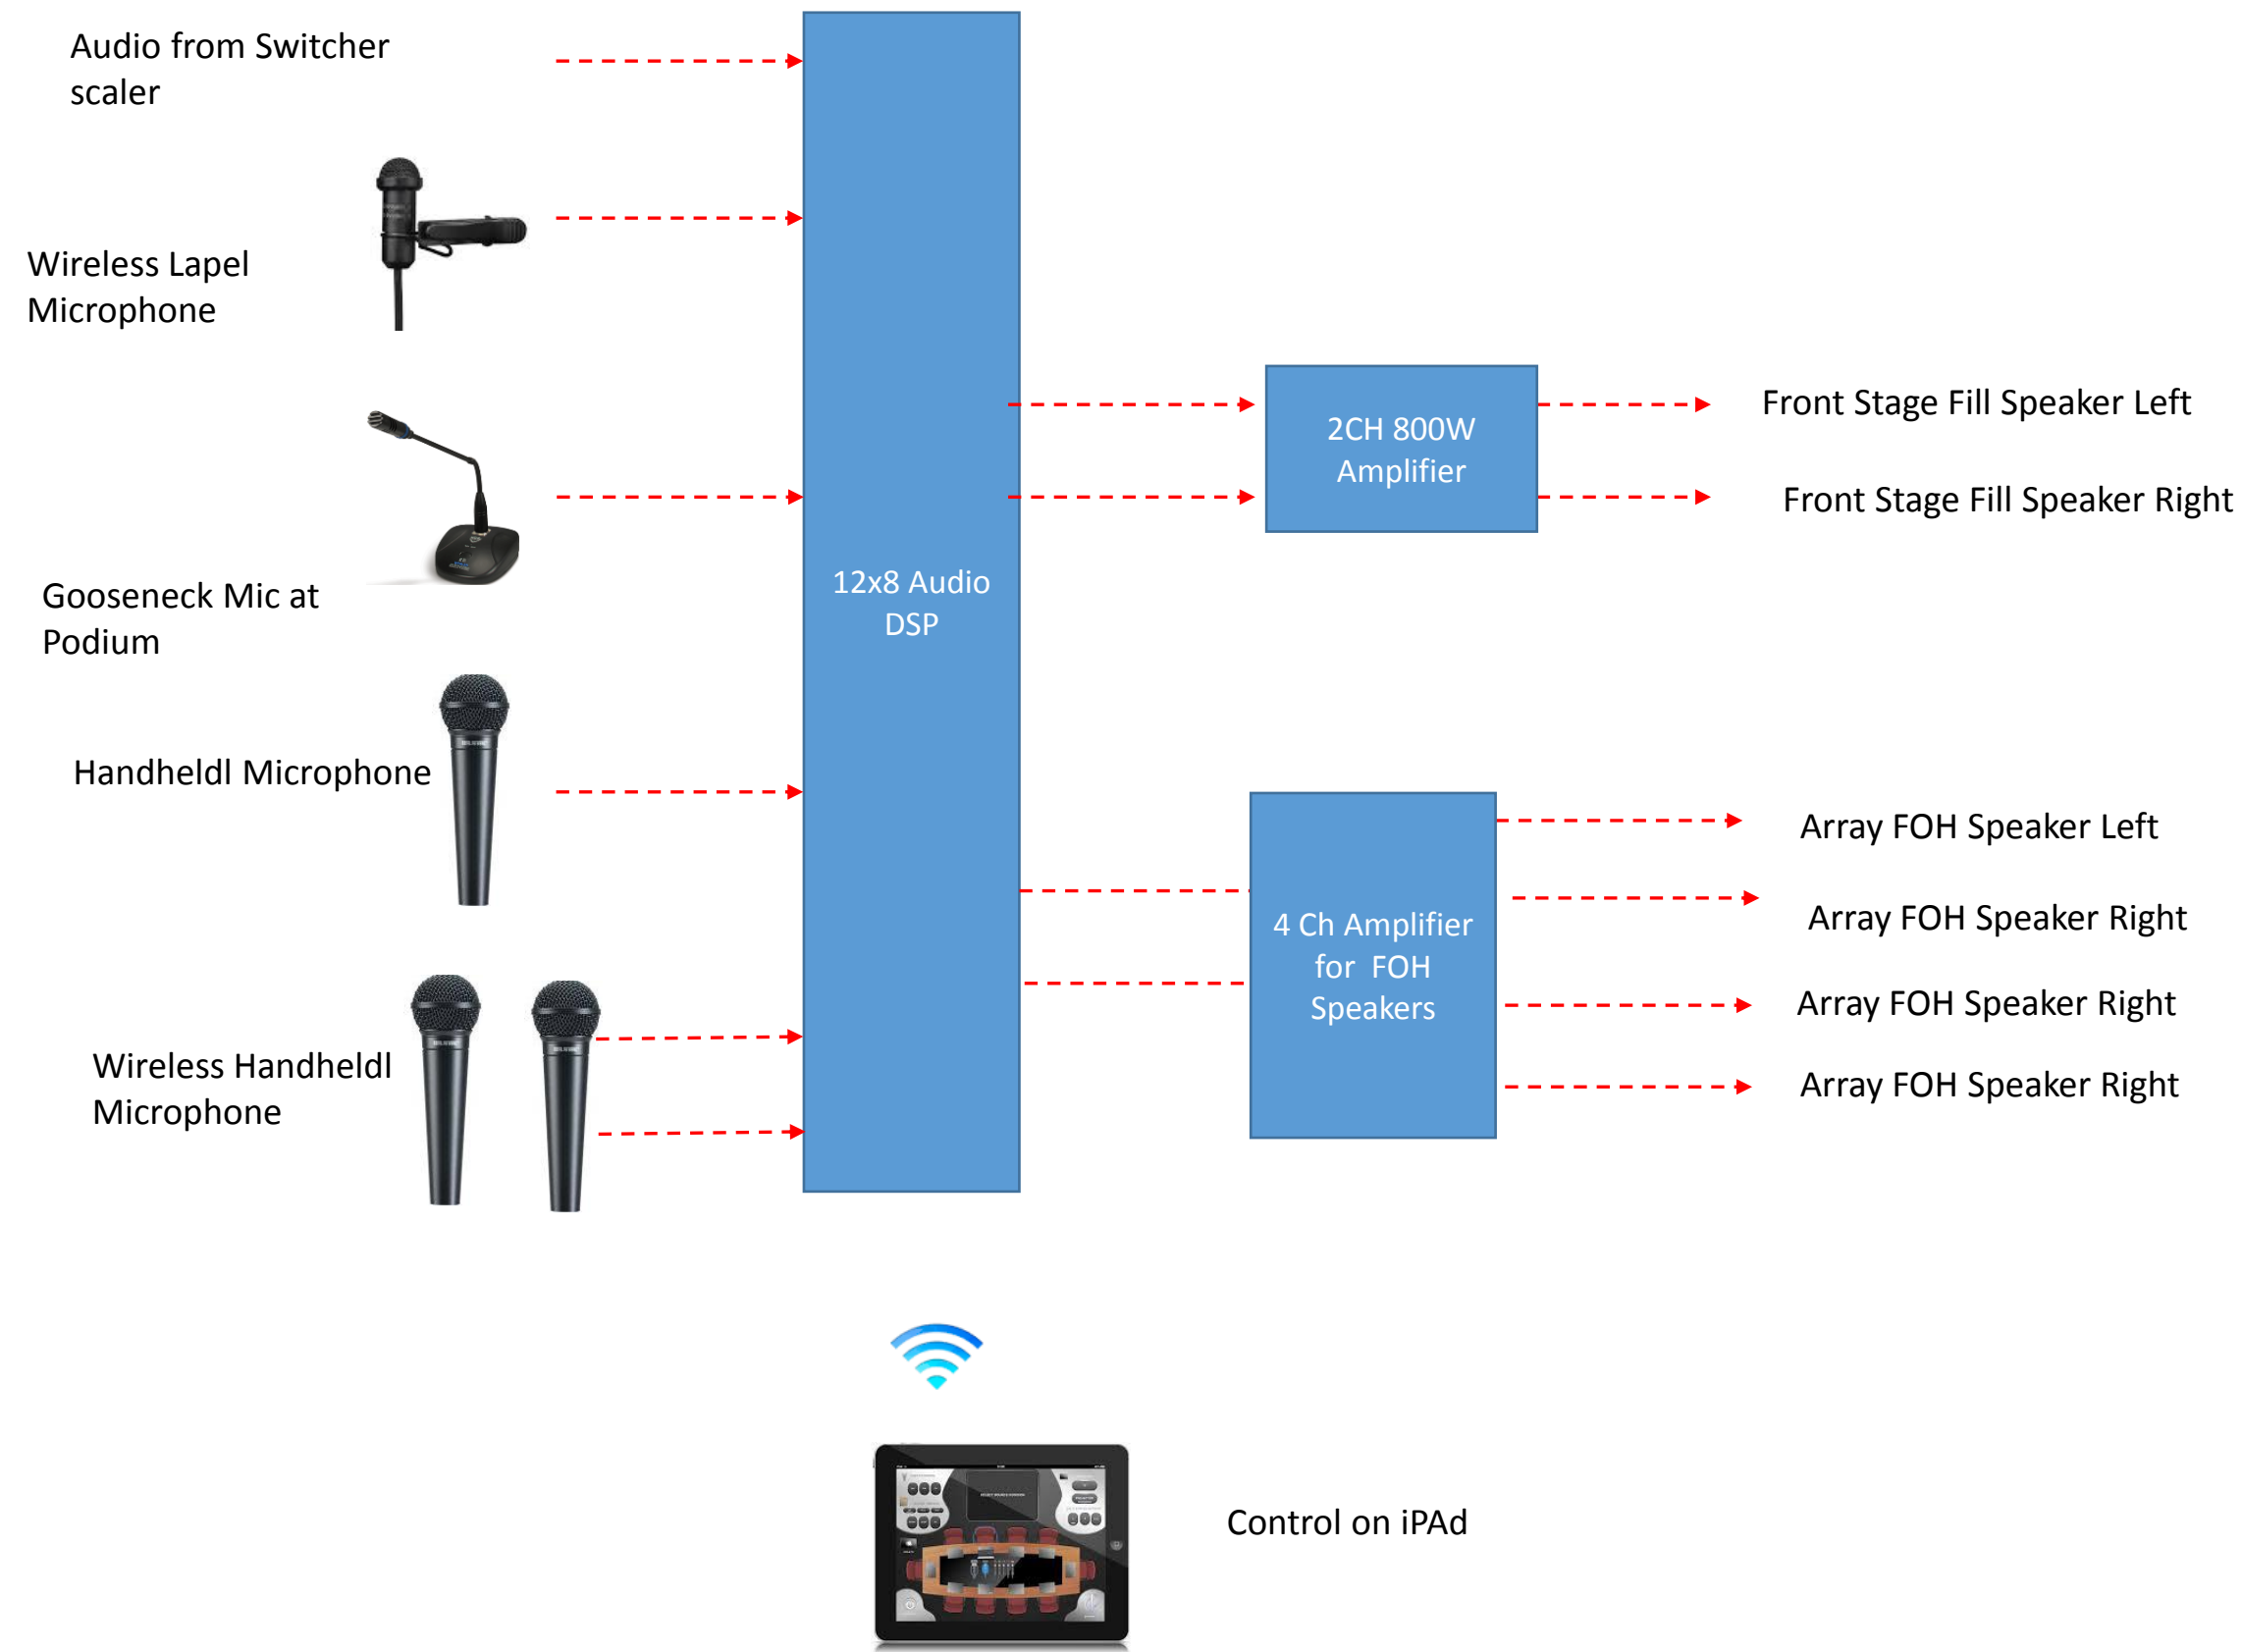 Audio from Switcher
scaler
Wireless Lapel
Microphone
Gooseneck Mic at
Podium
Handheldl Microphone
Wireless Handheldl
Microphone
12x8 Audio
DSP
2CH 800W
Amplifier
Front Stage Fill Speaker Left
Front Stage Fill Speaker Right
4 Ch Amplifier
for  FOH
Speakers
Array FOH Speaker Left
Array FOH Speaker Right
Array FOH Speaker Right
Array FOH Speaker Right
Control on iPAd